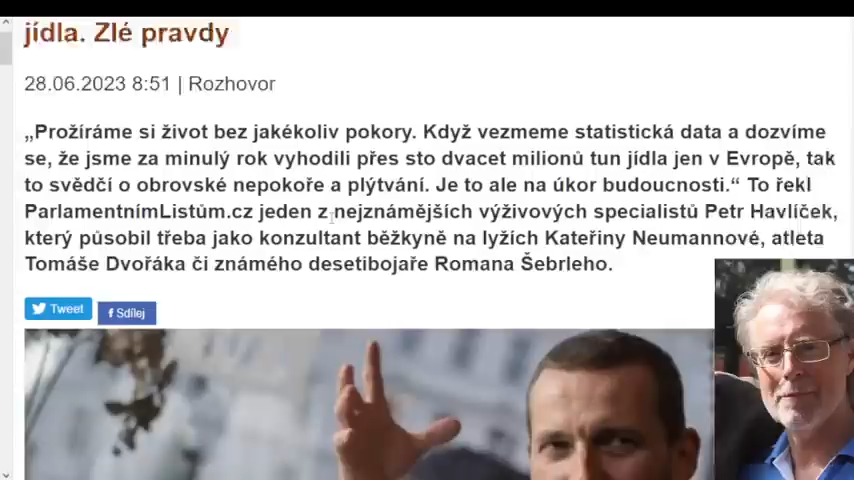 jídla. Zlé pravdy
28.06.2023 8:51 | Rozhovor
„Prožíráme si život bez jakékoliv pokory. Když vezmeme statistická data a dozvíme
se, že jsme za minulý rok vyhodili přes sto dvacet milionů tun jídla jen v Evropě, tak
to svědčí o obrovské nepokoře a plýtvání. Je to ale na úkor budoucnosti.“ To řekl
ParlamentnímListům.cz jeden z nejznámějších výživových specialistů Petr Havlíček,
který působil třeba jako konzultant běžkyně na lyžích Kateřiny Neumannové, atleta
Tomáše Dvořáka či známého desetibojaře Romana Šebrleho.
Tweet
f Sdílej